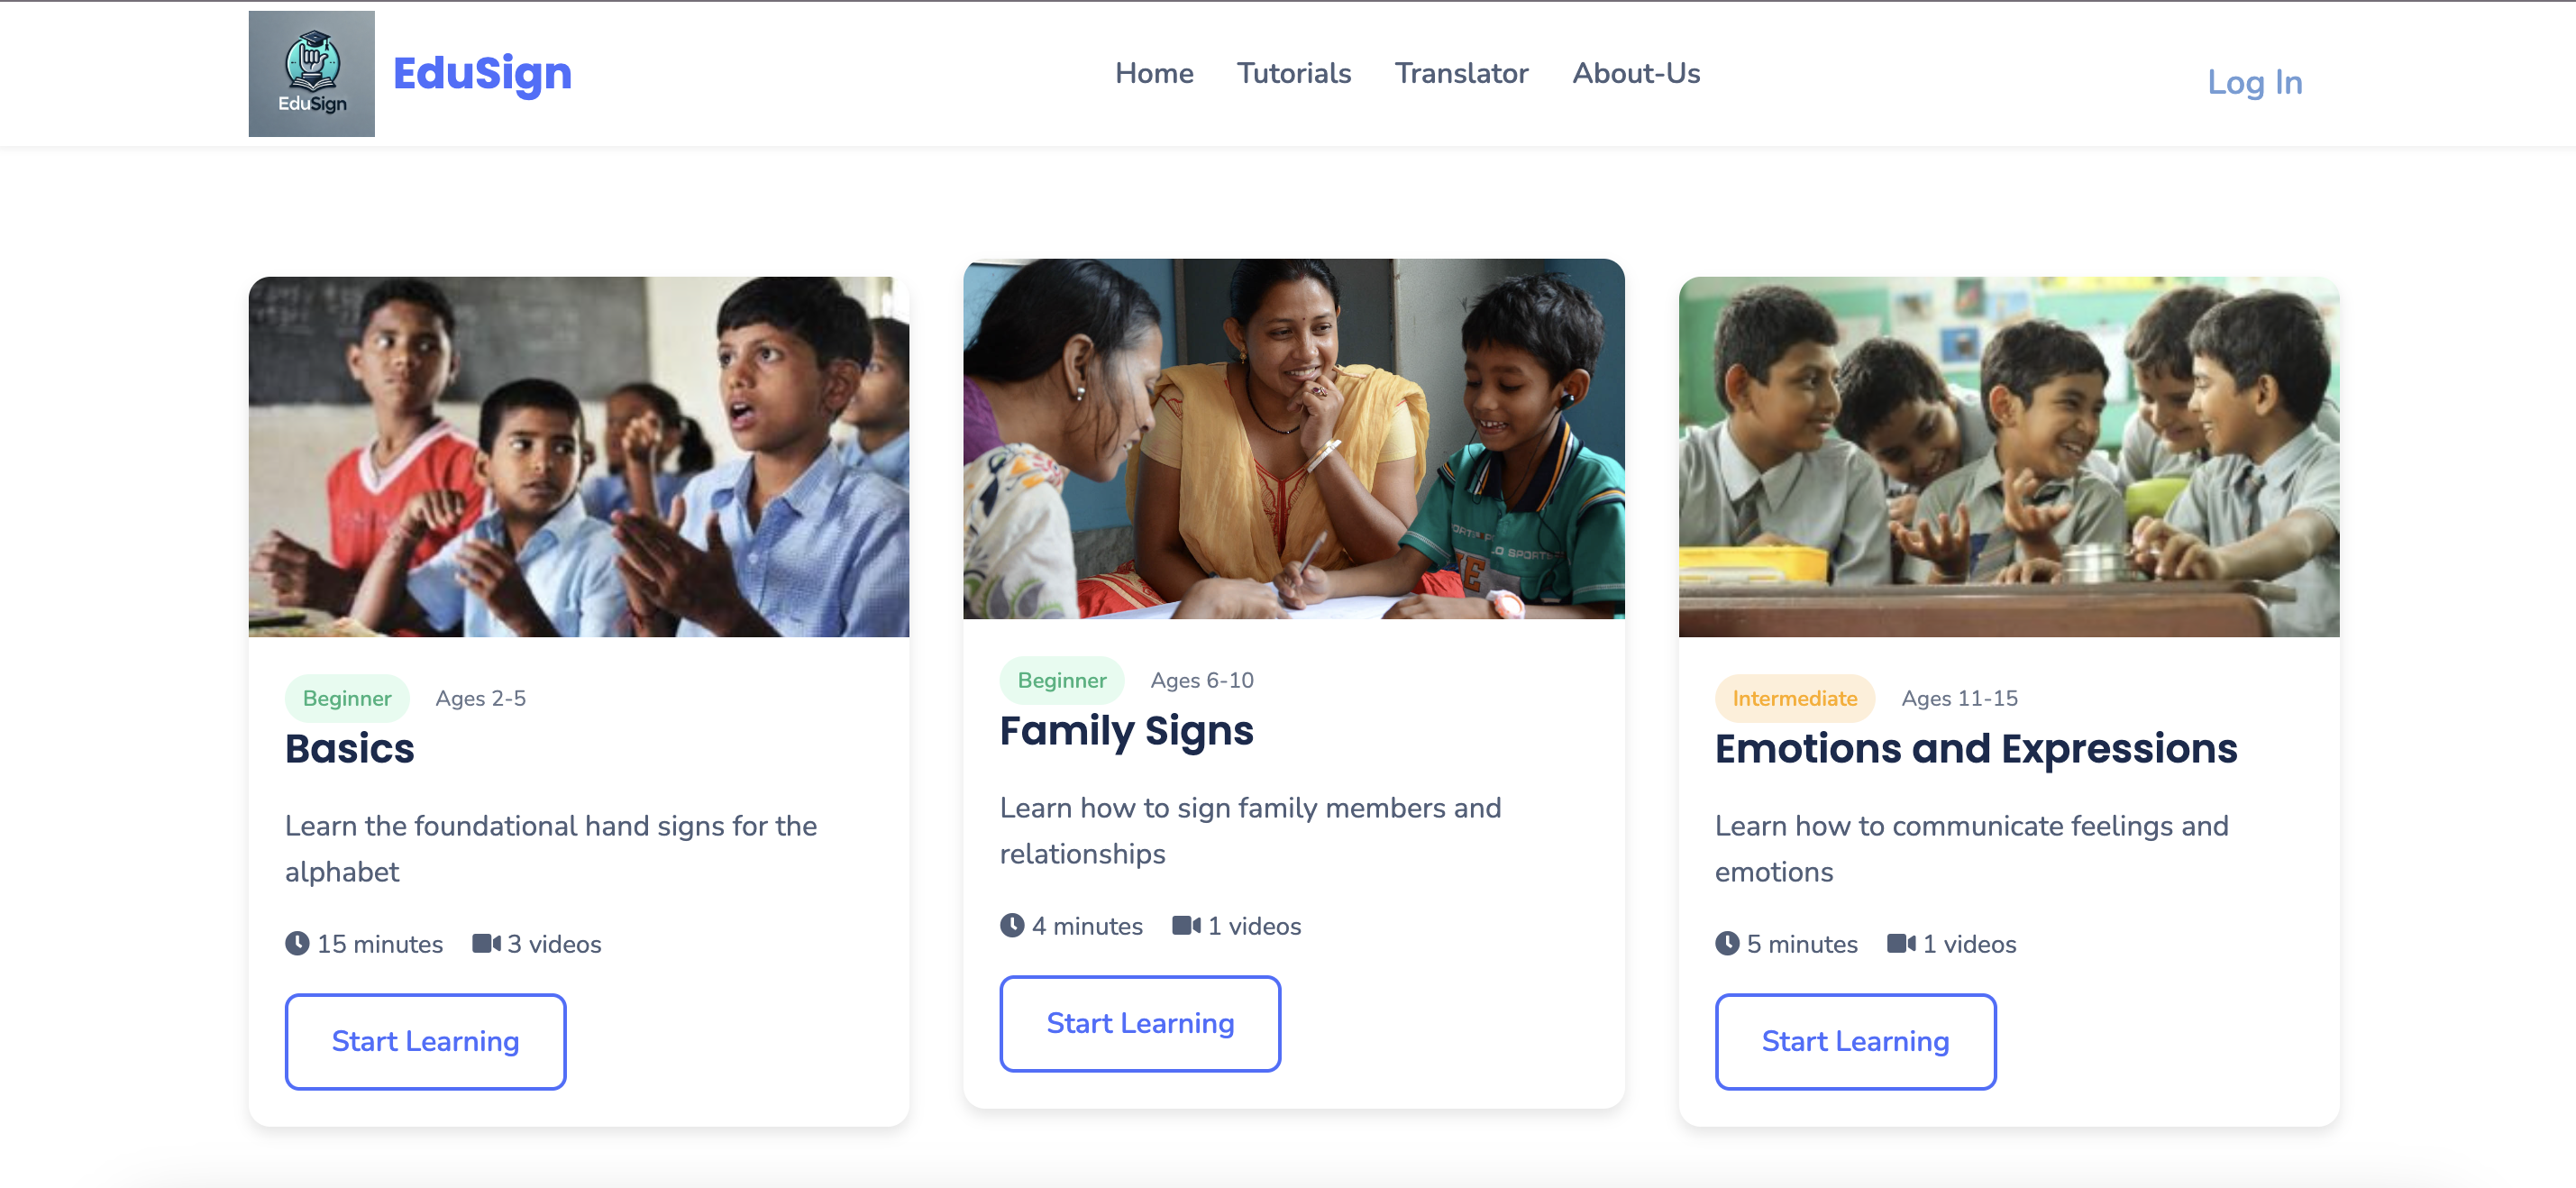 EduSign
EduSign
Home Tutorials Translator About-Us
Log In
Beginner Ages 2-5
Basics
Learn the foundational hand signs for the
alphabet
15 minutes 3 videos
Start Learning
Beginner Ages 6-10
Family Signs
Learn how to sign family members and
relationships
4 minutes 1 videos
Start Learning
Intermediate Ages 11-15
Emotions and Expressions
Learn how to communicate feelings and
emotions
5 minutes 1 videos
Start Learning